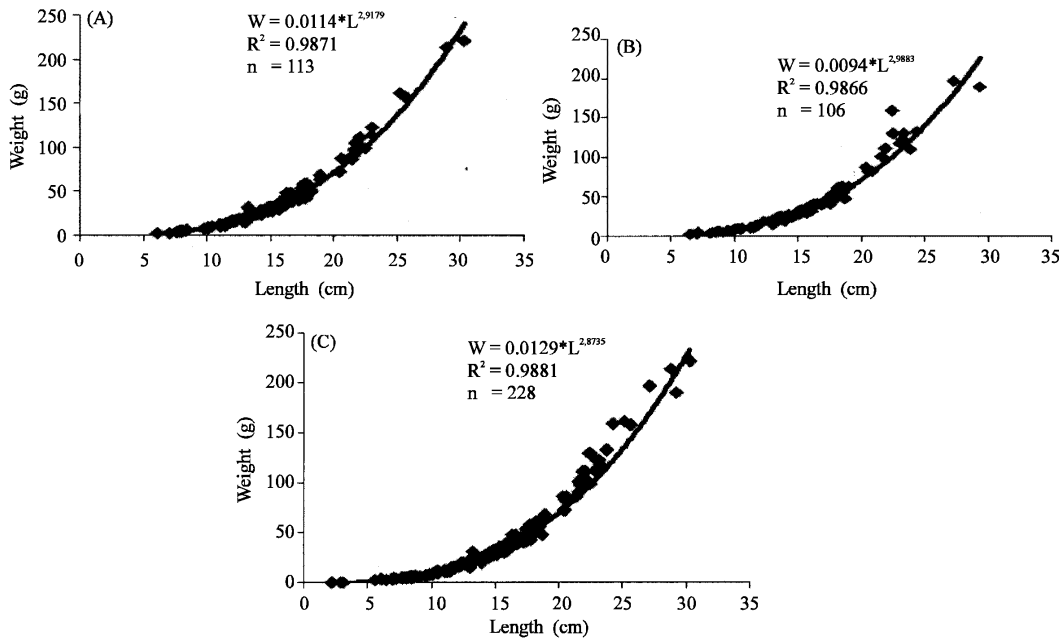 (A)
W = 0.0114*L^2,9179
R² = 0.9871
n = 113
250
200
150
100
50
0
Weight (g)
0 5 10 15 20 25 30 35
Length (cm)
(B)
W = 0.0094*L^2,9883
R² = 0.9866
n = 106
250
200
150
100
50
0
Weight (g)
0 5 10 15 20 25 30 35
Length (cm)
(C)
W = 0.0129*L^2,8735
R² = 0.9881
n = 228
250
200
150
100
50
0
Weight (g)
0 5 10 15 20 25 30 35
Length (cm)